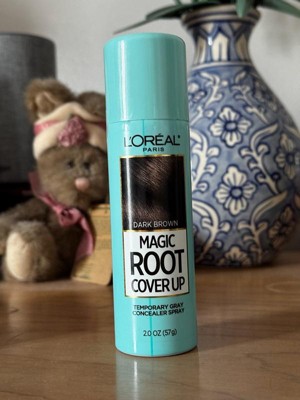 L'ORÉAL
PARIS
DARK BROWN
MAGIC
ROOT
COVER UP
TEMPORARY GRAY
CONCEALER SPRAY
2.0 OZ (57g)